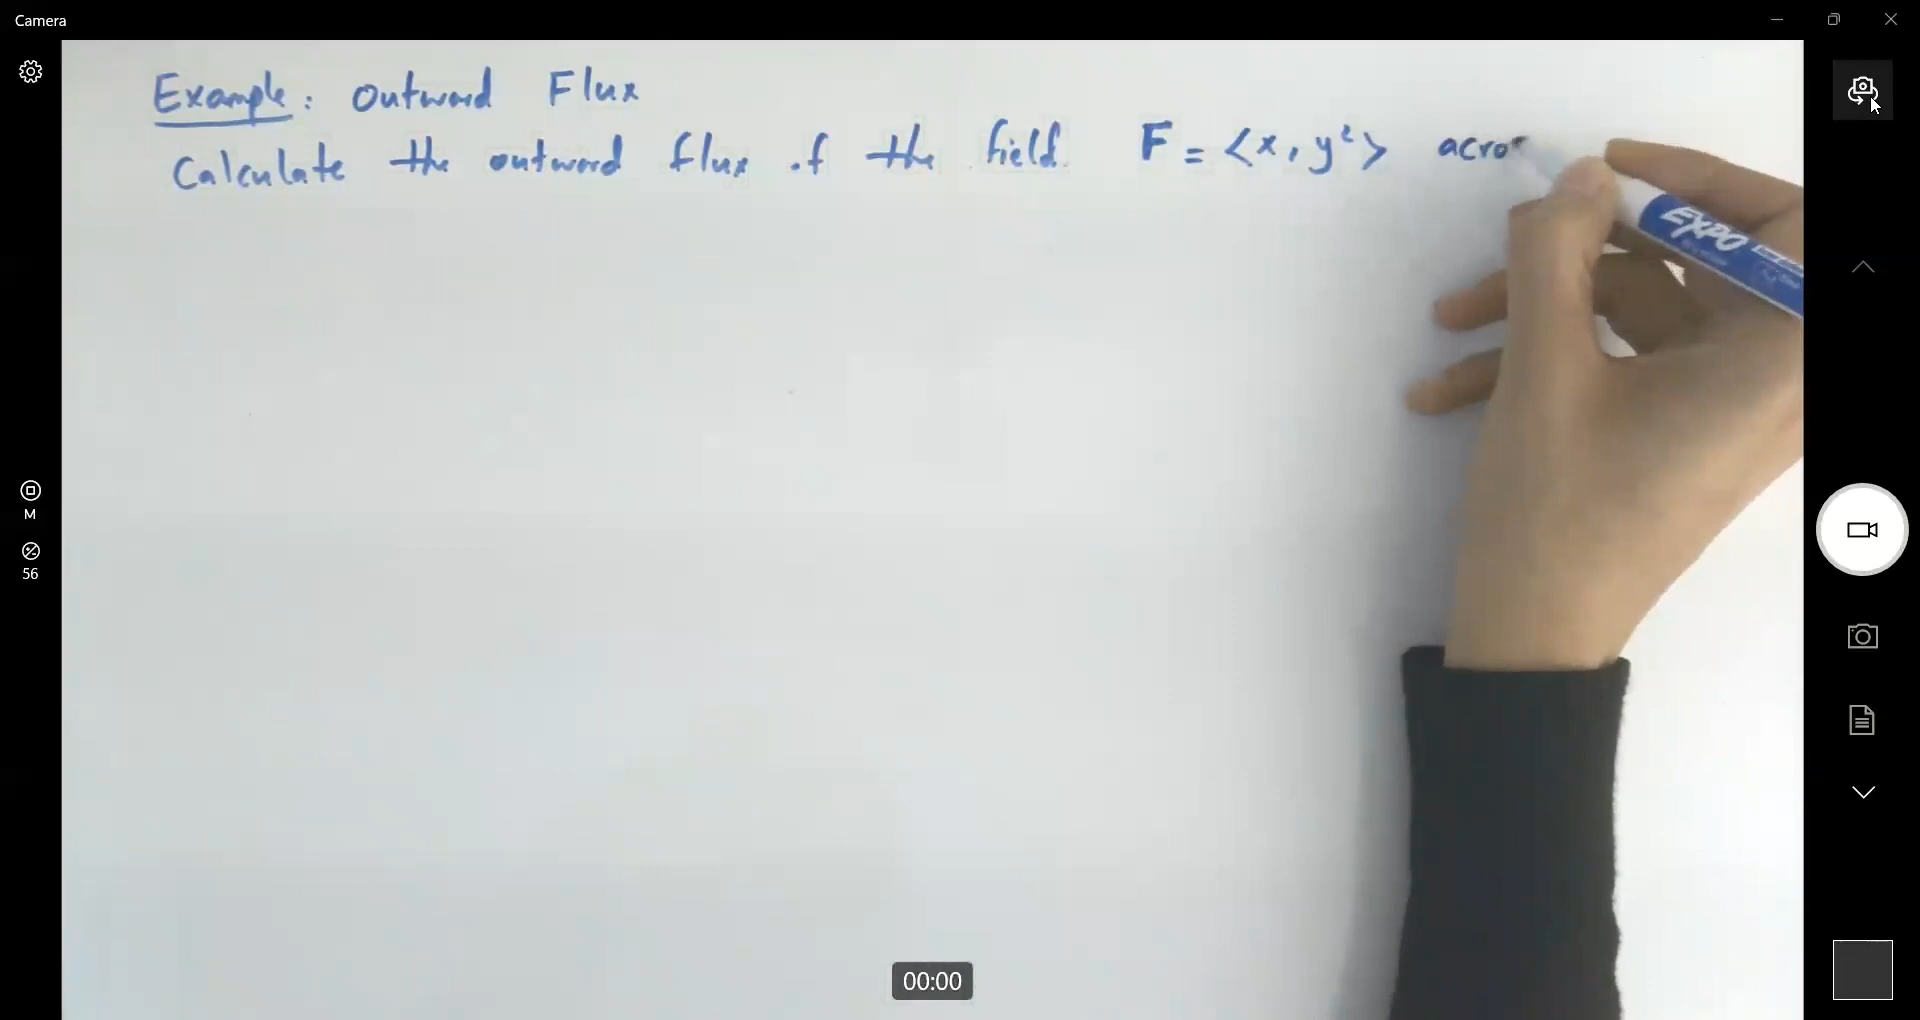 Camera
Example: Outward Flux
Calculate the outward flux of the field F = <x, y²> acro
EXPO
M
56
00:00